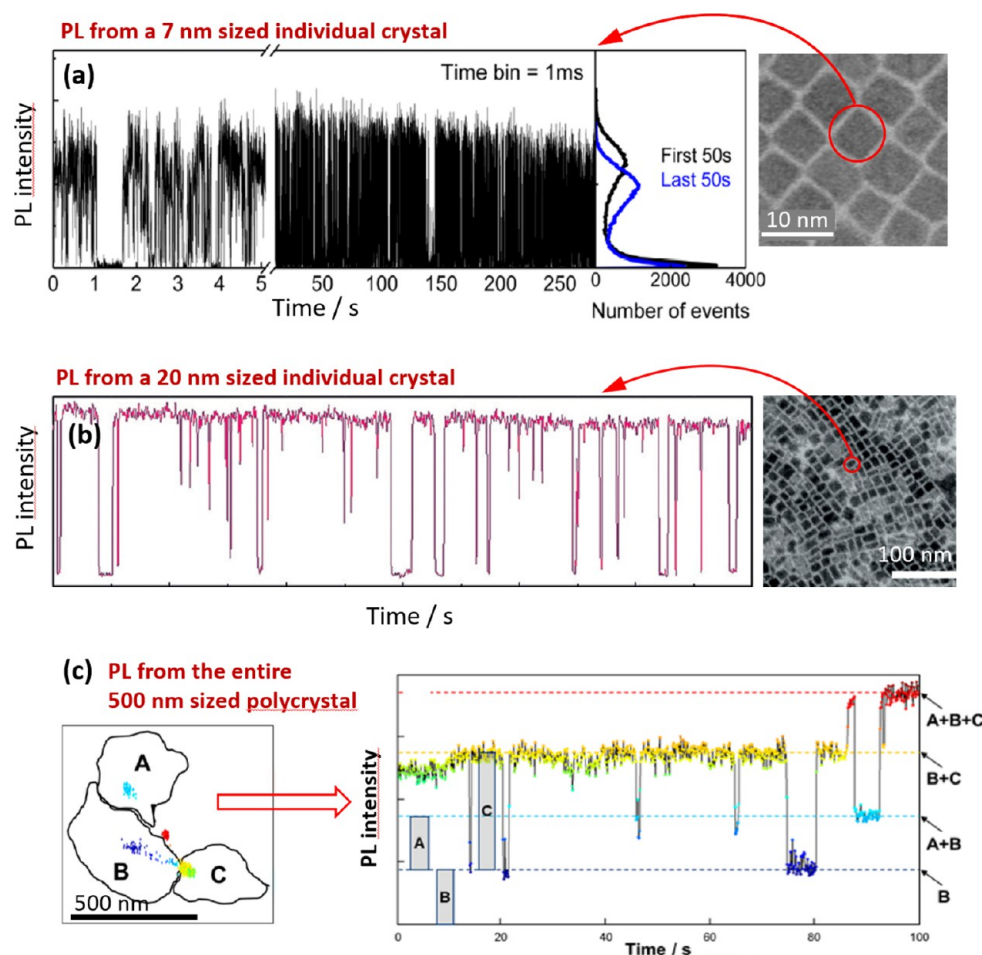 PL from a 7 nm sized individual crystal
(a)
Time bin = 1ms
First 50s
Last 50s
PL intensity
0 1 2 3 4 5 50 100 150 200 250
0 2000 4000
Time / s
Number of events
10 nm
PL from a 20 nm sized individual crystal
(b)
PL intensity
Time / s
100 nm
(c) PL from the entire
500 nm sized polycrystal
A
B
C
500 nm
PL intensity
A
B
C
A+B+C
B+C
A+B
B
0 20 40 60 80 100
Time / s